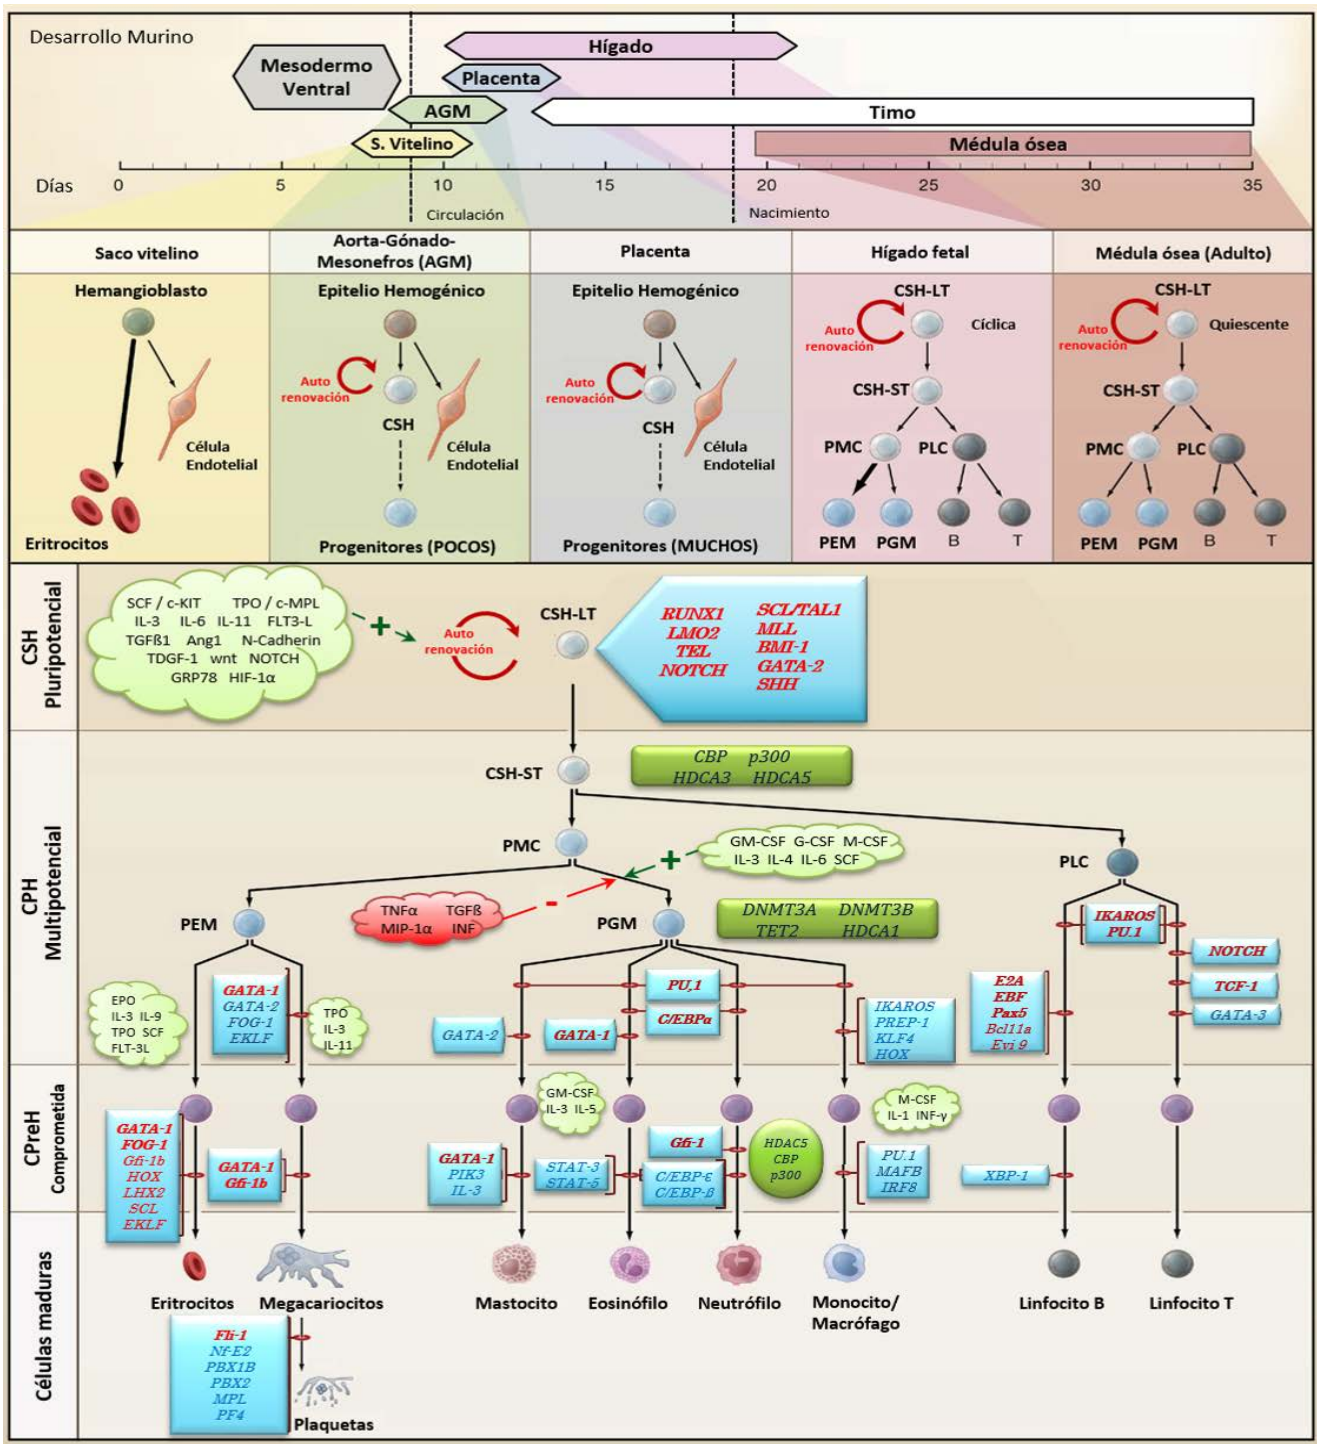 Desarrollo Murino
Hígado
Mesodermo
Ventral
Placenta
AGM
Timo
S. Vitelino
Médula ósea
Días
0 5 10 15 20 25 30 35
Circulación
Nacimiento
Saco vitelino
Aorta-Gónado-
Mesonefros (AGM)
Placenta
Hígado fetal
Médula ósea (Adulto)
Hemangioblasto
Célula
Endotelial
Eritrocitos
Epitelio Hemogénico
Auto
renovación
CSH
Célula
Endotelial
Progenitores (POCOS)
Epitelio Hemogénico
Auto
renovación
CSH
Célula
Endotelial
Progenitores (MUCHOS)
CSH-LT
Auto
renovación
Cíclica
CSH-ST
PMC PLC
PEM PGM B T
CSH-LT
Auto
renovación
Quiescente
CSH-ST
PMC PLC
PEM PGM B T
CSH
Pluripotencial
SCF / c-KIT TPO / c-MPL
IL-3 IL-6 IL-11 FLT3-L
TGFß1 Ang1 N-Cadherin
TDGF-1 wnt NOTCH
GRP78 HIF-1α
+
Auto
renovación
CSH-LT
RUNX1
LMO2
TEL
NOTCH
SCL/TAL1
MLL
BMI-1
GATA-2
SHH
CPH
Multipotencial
CSH-ST
CBP p300
HDCA3 HDCA5
PMC
GM-CSF G-CSF M-CSF
IL-3 IL-4 IL-6 SCF
+
PLC
TNFα TGFß
MIP-1α INF
-
PEM
PGM
DNMT3A DNMT3B
TET2 HDCA1
IKAROS
PU.1
NOTCH
TCF-1
GATA-3
EPO
IL-3 IL-9
TPO SCF
FLT-3L
GATA-1
GATA-2
FOG-1
EKLF
TPO
IL-3
IL-11
GATA-2
GATA-1
PU,1
C/EBPα
IKAROS
PREP-1
KLF4
HOX
E2A
EBF
Pax5
Bcl11a
Evi 9
CPreH
Comprometida
GATA-1
FOG-1
Gfi-1b
HOX
LHX2
SCL
EKLF
GATA-1
Gfi-1b
GM-CSF
IL-3 IL-5
GATA-1
PIK3
IL-3
STAT-3
STAT-5
Gfi-1
C/EBP-ε
C/EBP-ß
HDAC5
CBP
p300
M-CSF
IL-1 INF-γ
PU.1
MAFB
IRF8
XBP-1
Células maduras
Eritrocitos
Megacariocitos
Mastocito
Eosinófilo
Neutrófilo
Monocito/
Macrófago
Linfocito B
Linfocito T
Fli-1
Nf-E2
PBX1B
PBX2
MPL
PF4
Plaquetas